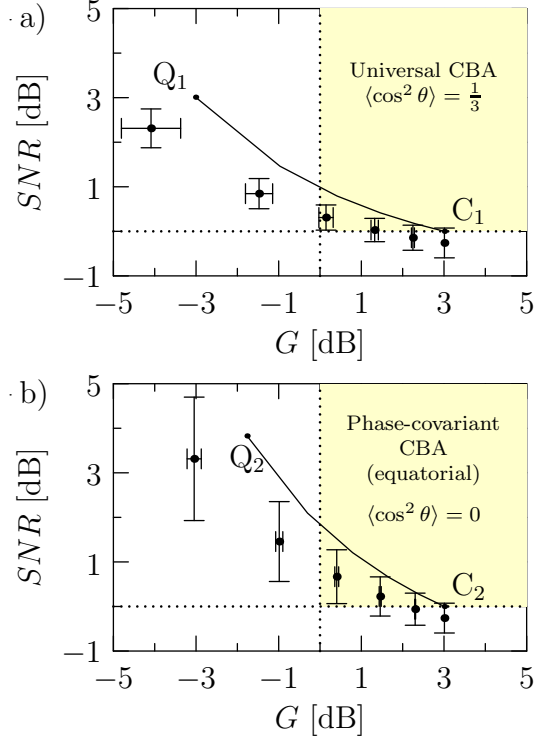 a)
5
3
1
−1
SNR [dB]
Q1
Universal CBA
⟨cos² θ⟩ = 1/3
C1
−5 −3 −1 1 3 5
G [dB]
b)
5
3
1
−1
SNR [dB]
Q2
Phase-covariant
CBA
(equatorial)
⟨cos² θ⟩ = 0
C2
−5 −3 −1 1 3 5
G [dB]